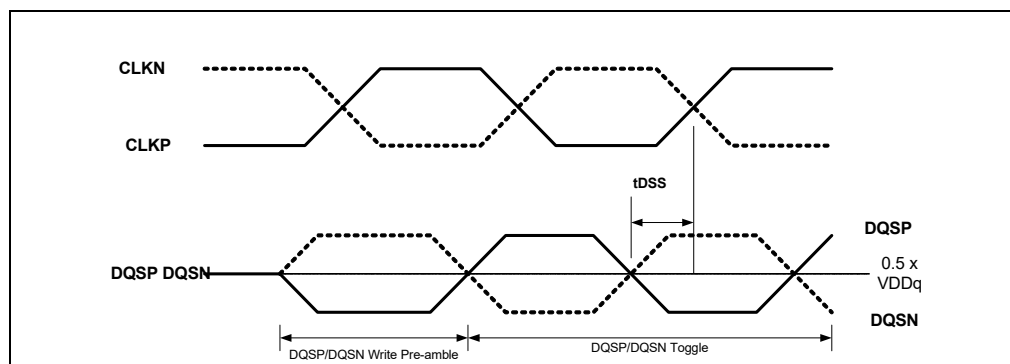 CLKN
CLKP
tDSS
DQSP
DQSP DQSN
0.5 x
VDDq
DQSN
DQSP/DQSN Write Pre-amble
DQSP/DQSN Toggle